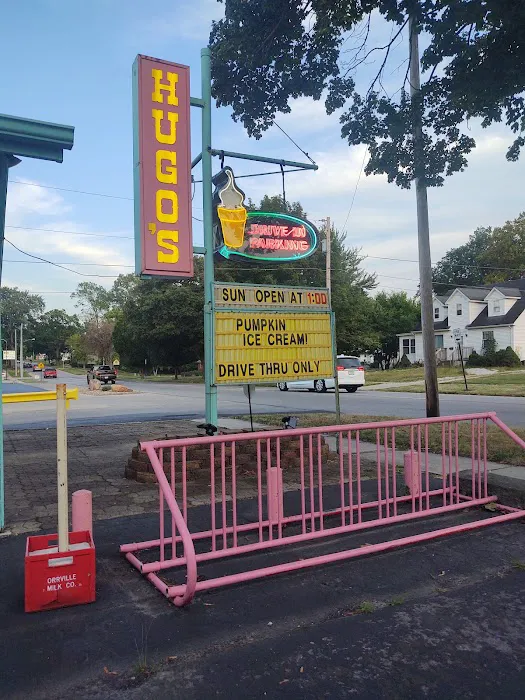 HUGO'S
DRIVE-IN
PARKING
SUN OPEN AT 1:00
PUMPKIN
ICE CREAM!
DRIVE THRU ONLY
ORRVILLE
MILK CO.